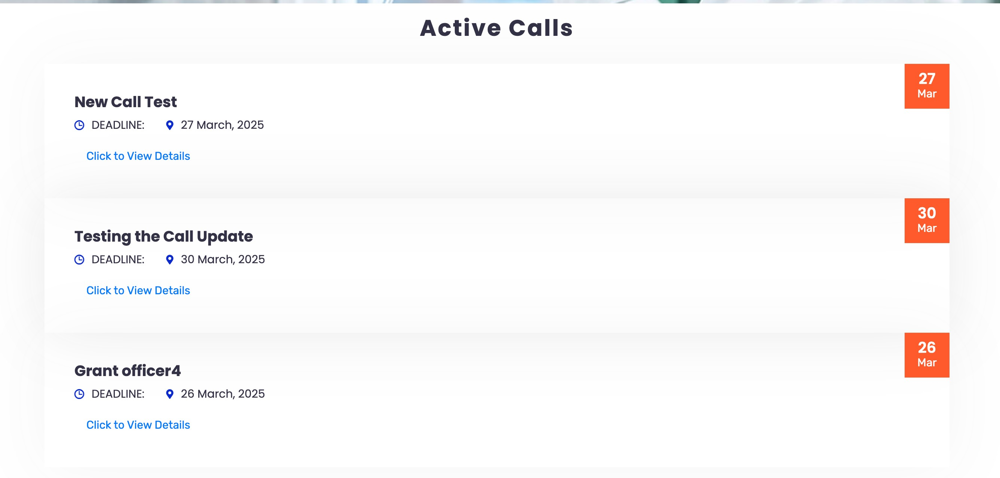 Active Calls
27
Mar
New Call Test
DEADLINE: 27 March, 2025
Click to View Details
30
Mar
Testing the Call Update
DEADLINE: 30 March, 2025
Click to View Details
26
Mar
Grant officer4
DEADLINE: 26 March, 2025
Click to View Details